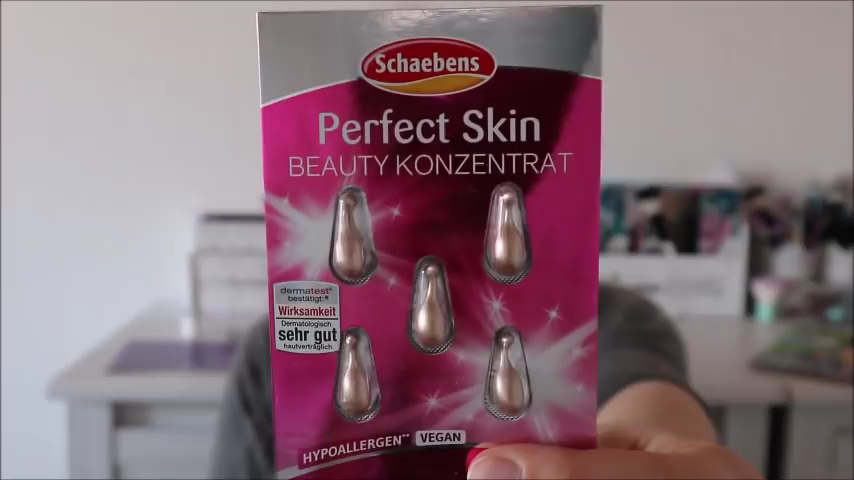 Schaebens
Perfect Skin
BEAUTY KONZENTRAT
dermatest®
bestätigt:*
Wirksamkeit
Dermatologisch
sehr gut
hautverträglich
HYPOALLERGEN**
VEGAN